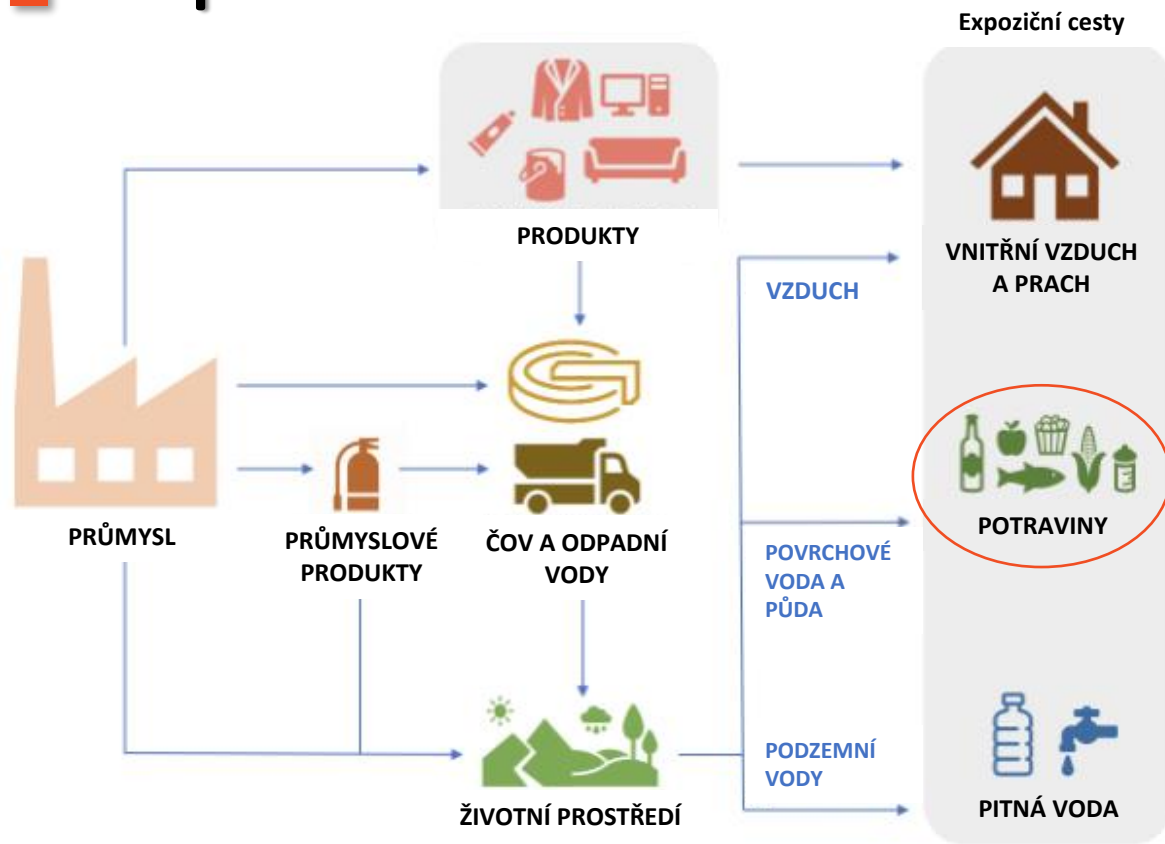 Expoziční cesty
PRODUKTY
VNITŘNÍ VZDUCH
A PRACH
VZDUCH
PRŮMYSL
PRŮMYSLOVÉ
PRODUKTY
ČOV A ODPADNÍ
VODY
POVRCHOVÉ
VODA A
PŮDA
POTRAVINY
PODZEMNÍ
VODY
ŽIVOTNÍ PROSTŘEDÍ
PITNÁ VODA